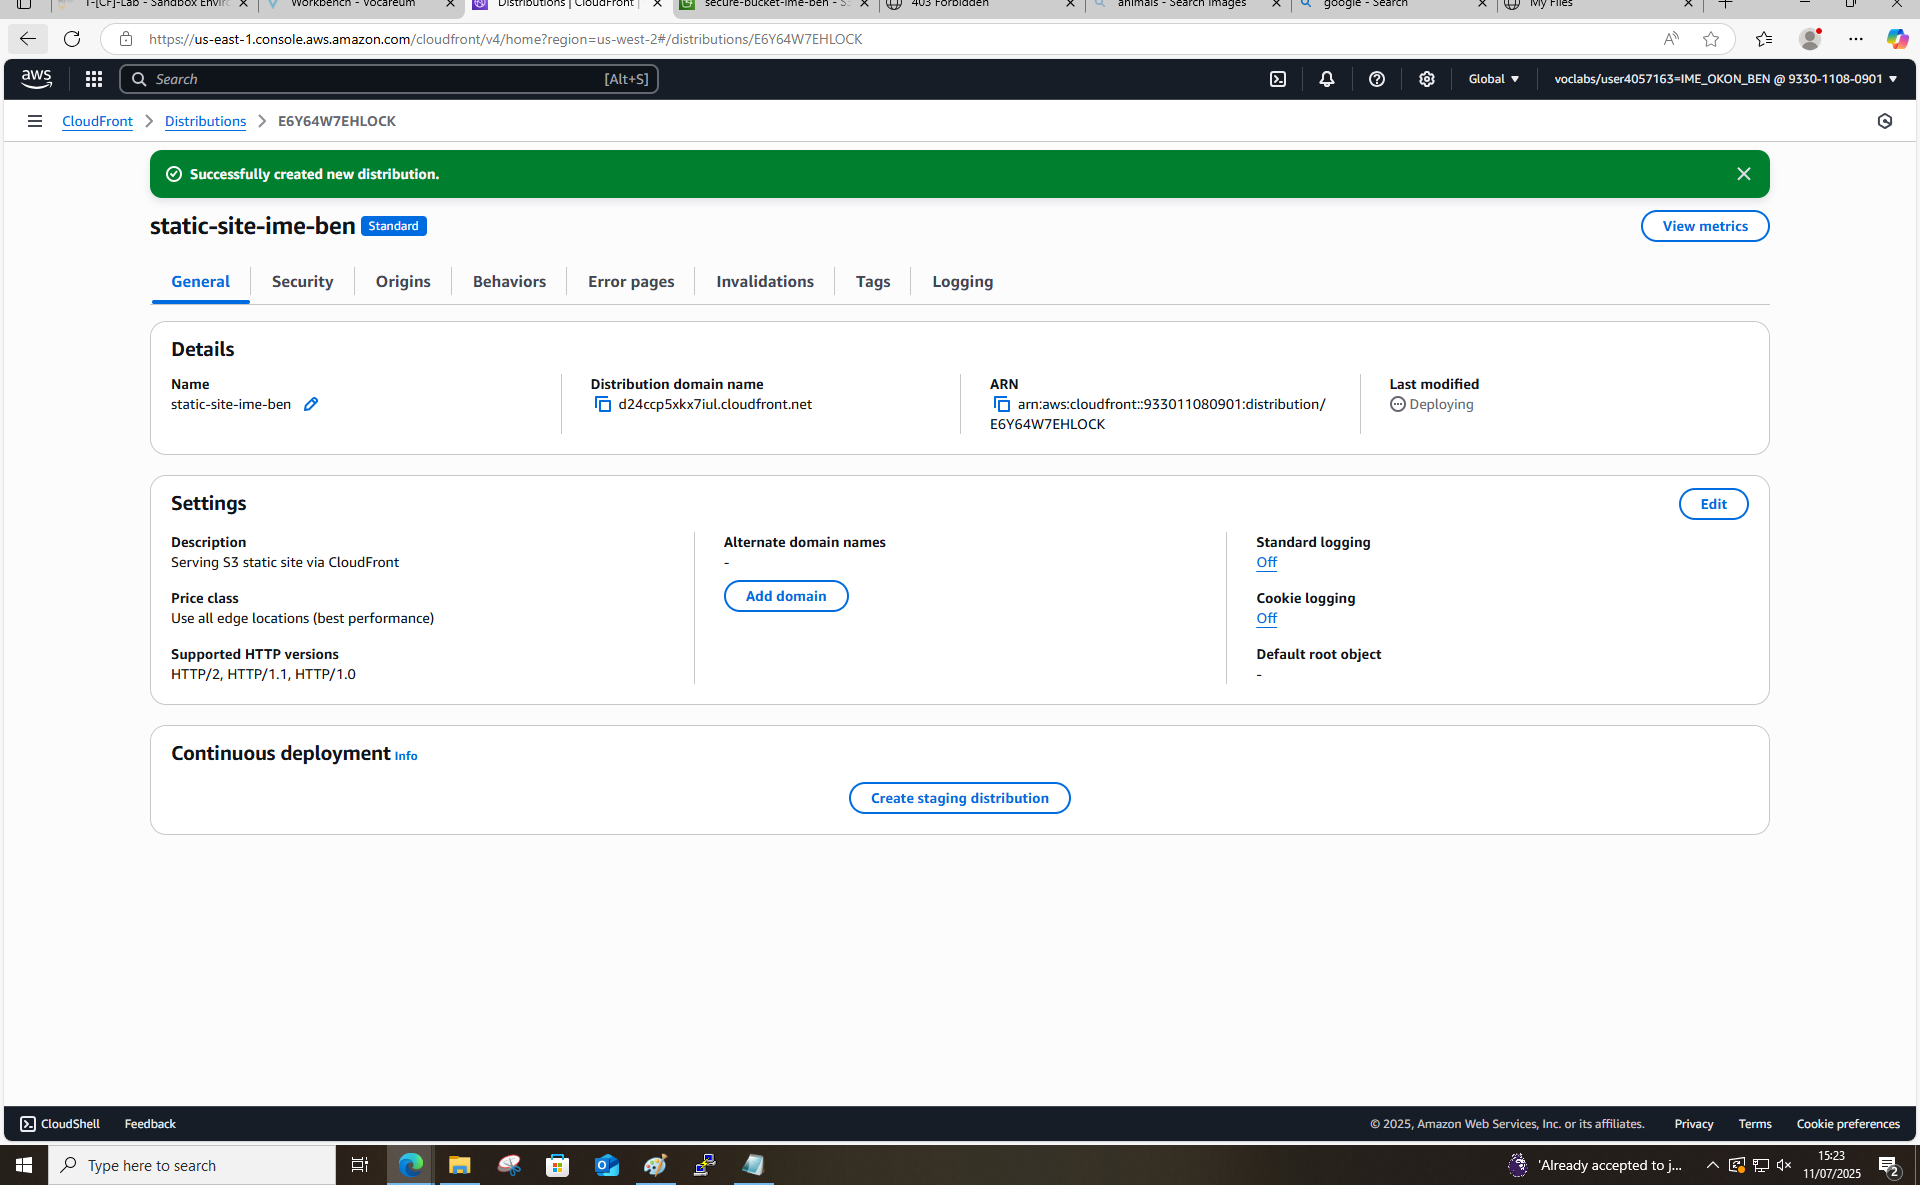 T-[CF]-Lab - Sandbox Enviro
Workbench - Vocareum
Distributions | CloudFront |
secure-bucket-ime-ben - S3
403 Forbidden
animals - Search Images
google - Search
My Files
https://us-east-1.console.aws.amazon.com/cloudfront/v4/home?region=us-west-2#/distributions/E6Y64W7EHLOCK
aws
Search
[Alt+S]
Global
voclabs/user4057163=IME_OKON_BEN @ 9330-1108-0901
CloudFront
Distributions
E6Y64W7EHLOCK
Successfully created new distribution.
static-site-ime-ben
Standard
View metrics
General
Security
Origins
Behaviors
Error pages
Invalidations
Tags
Logging
Details
Name
static-site-ime-ben
Distribution domain name
d24ccp5xkx7iul.cloudfront.net
ARN
arn:aws:cloudfront::933011080901:distribution/
E6Y64W7EHLOCK
Last modified
Deploying
Settings
Edit
Description
Serving S3 static site via CloudFront
Price class
Use all edge locations (best performance)
Supported HTTP versions
HTTP/2, HTTP/1.1, HTTP/1.0
Alternate domain names
-
Add domain
Standard logging
Off
Cookie logging
Off
Default root object
-
Continuous deployment Info
Create staging distribution
CloudShell
Feedback
© 2025, Amazon Web Services, Inc. or its affiliates.
Privacy
Terms
Cookie preferences
Type here to search
'Already accepted to j...
15:23
11/07/2025
2